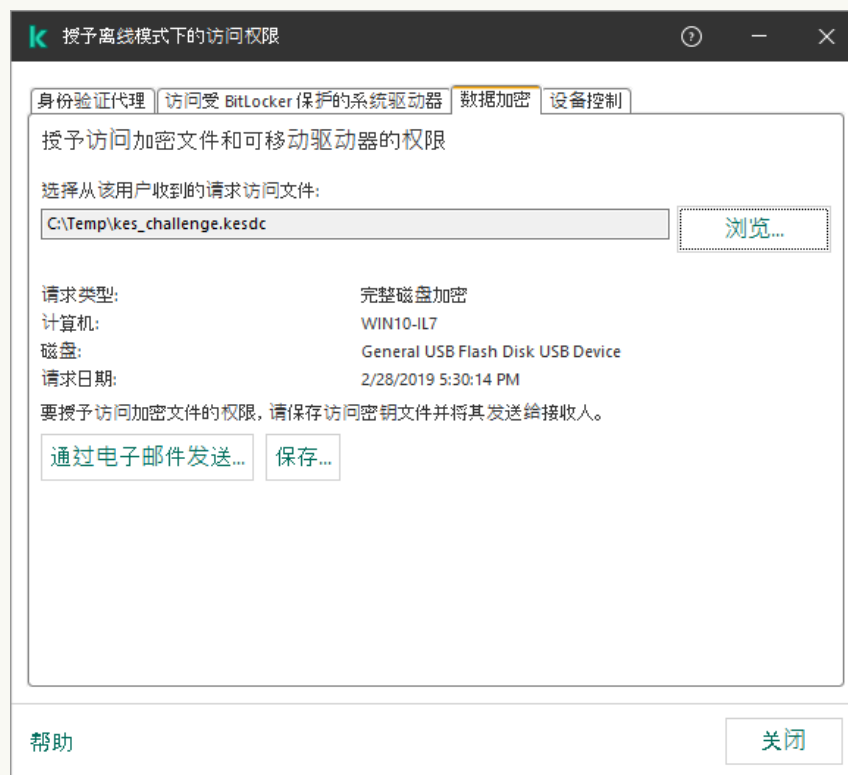 授予离线模式下的访问权限
身份验证代理 访问受 BitLocker 保护的系统驱动器 数据加密 设备控制
授予访问加密文件和可移动驱动器的权限
选择从该用户收到的请求访问文件:
C:\Temp\kes_challenge.kesdc 浏览...
请求类型: 完整磁盘加密
计算机: WIN10-IL7
磁盘: General USB Flash Disk USB Device
请求日期: 2/28/2019 5:30:14 PM
要授予访问加密文件的权限, 请保存访问密钥文件并将其发送给接收人。
通过电子邮件发送... 保存...
帮助 关闭